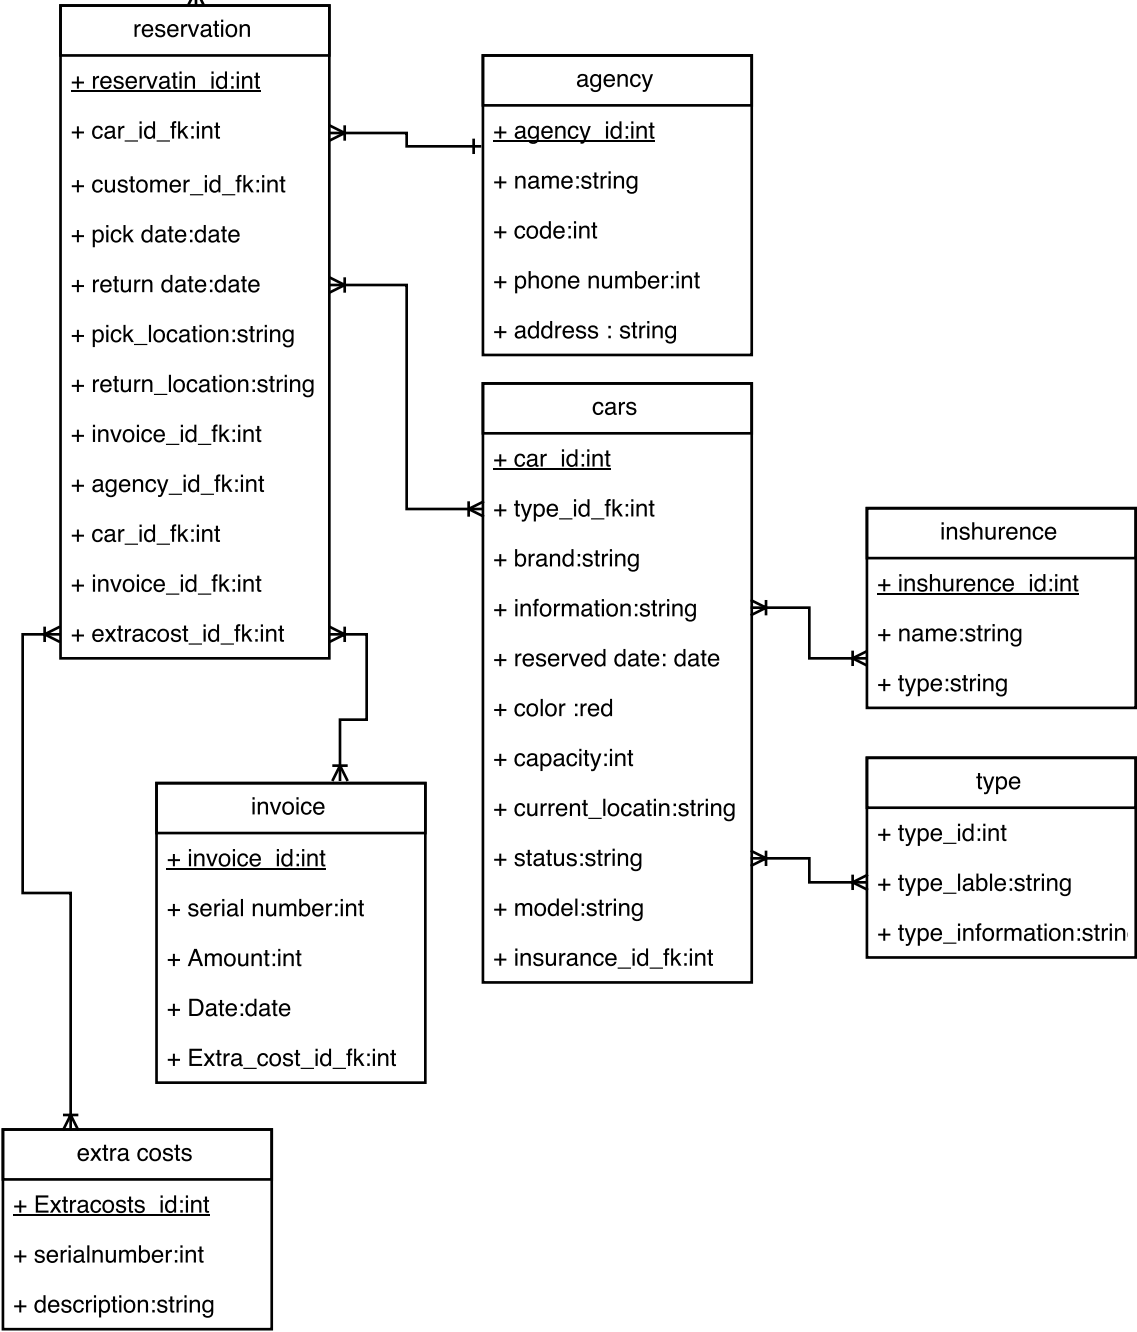 reservation
+ reservatin_id:int
+ car_id_fk:int
+ customer_id_fk:int
+ pick date:date
+ return date:date
+ pick_location:string
+ return_location:string
+ invoice_id_fk:int
+ agency_id_fk:int
+ car_id_fk:int
+ invoice_id_fk:int
+ extracost_id_fk:int
agency
+ agency_id:int
+ name:string
+ code:int
+ phone number:int
+ address : string
cars
+ car_id:int
+ type_id_fk:int
+ brand:string
+ information:string
+ reserved date: date
+ color :red
+ capacity:int
+ current_locatin:string
+ status:string
+ model:string
+ insurance_id_fk:int
inshurence
+ inshurence_id:int
+ name:string
+ type:string
type
+ type_id:int
+ type_lable:string
+ type_information:strin
invoice
+ invoice_id:int
+ serial number:int
+ Amount:int
+ Date:date
+ Extra_cost_id_fk:int
extra costs
+ Extracosts_id:int
+ serialnumber:int
+ description:string